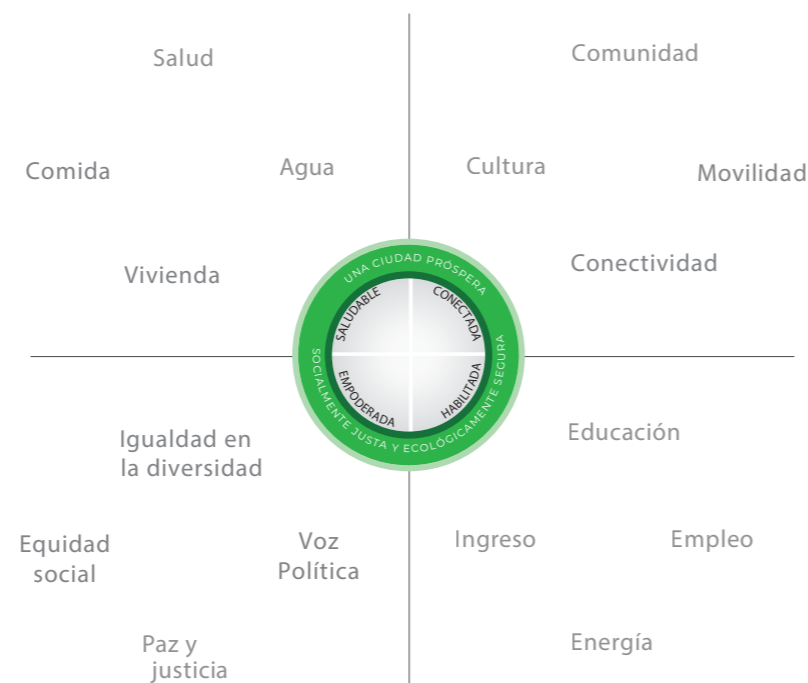 Salud
Comunidad
Comida
Agua
Cultura
Movilidad
Vivienda
Conectividad
UNA CIUDAD PRÓSPERA
SOCIALMENTE JUSTA Y ECOLÓGICAMENTE SEGURA
SALUDABLE
CONECTADA
EMPODERADA
HABILITADA
Igualdad en
la diversidad
Educación
Equidad
social
Voz
Política
Ingreso
Empleo
Paz y
justicia
Energía